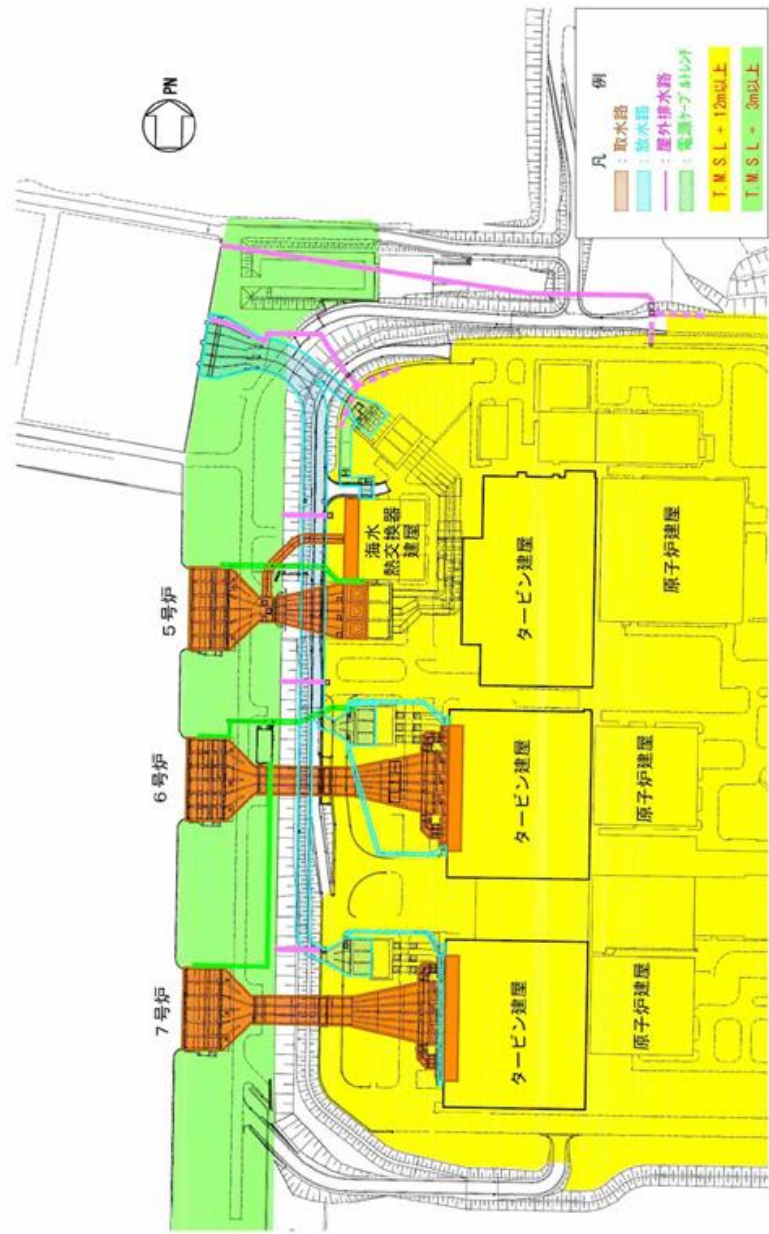 PN
凡 例
：取水路
：放水路
：屋外排水路
：電源ケーブルトレンチ
T.M.S.L.+ 12m以上
T.M.S.L.+ 3m以上
7号炉
6号炉
5号炉
海水
熱交換器
建屋
タービン建屋
タービン建屋
タービン建屋
原子炉建屋
原子炉建屋
原子炉建屋